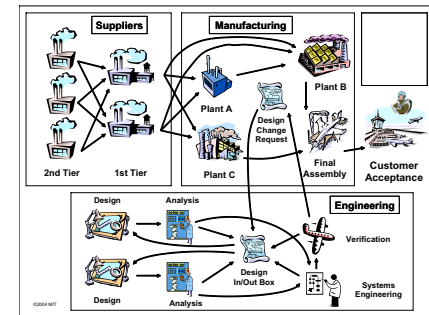 Suppliers
Manufacturing
Plant A
Plant B
Design
Change
Request
Plant C
2nd Tier
1st Tier
Final
Assembly
Customer
Acceptance
Engineering
Design
Analysis
Verification
Design
In/Out Box
Systems
Engineering
Design
Analysis
©2004 MIT